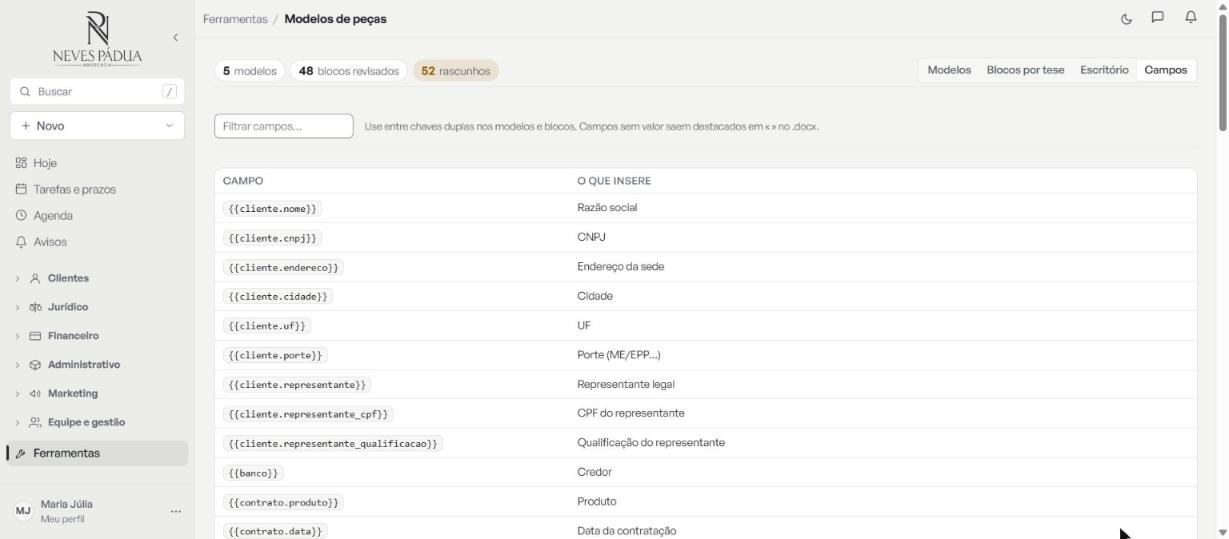 NEVES PÁDUA
ADVOCACIA
Buscar /
+ Novo
Hoje
Tarefas e prazos
Agenda
Avisos
Clientes
Jurídico
Financeiro
Administrativo
Marketing
Equipe e gestão
Ferramentas
MJ
Maria Júlia
Meu perfil
Ferramentas / Modelos de peças
5 modelos 48 blocos revisados 52 rascunhos
Modelos Blocos por tese Escritório Campos
Filtrar campos... Use entre chaves duplas nos modelos e blocos. Campos sem valor saem destacados em « » no .docx.
CAMPO O QUE INSERE
{{cliente.nome}} Razão social
{{cliente.cnpj}} CNPJ
{{cliente.endereco}} Endereço da sede
{{cliente.cidade}} Cidade
{{cliente.uf}} UF
{{cliente.porte}} Porte (ME/EPP...)
{{cliente.representante}} Representante legal
{{cliente.representante_cpf}} CPF do representante
{{cliente.representante_qualificacao}} Qualificação do representante
{{banco}} Credor
{{contrato.produto}} Produto
{{contrato.data}} Data da contratação